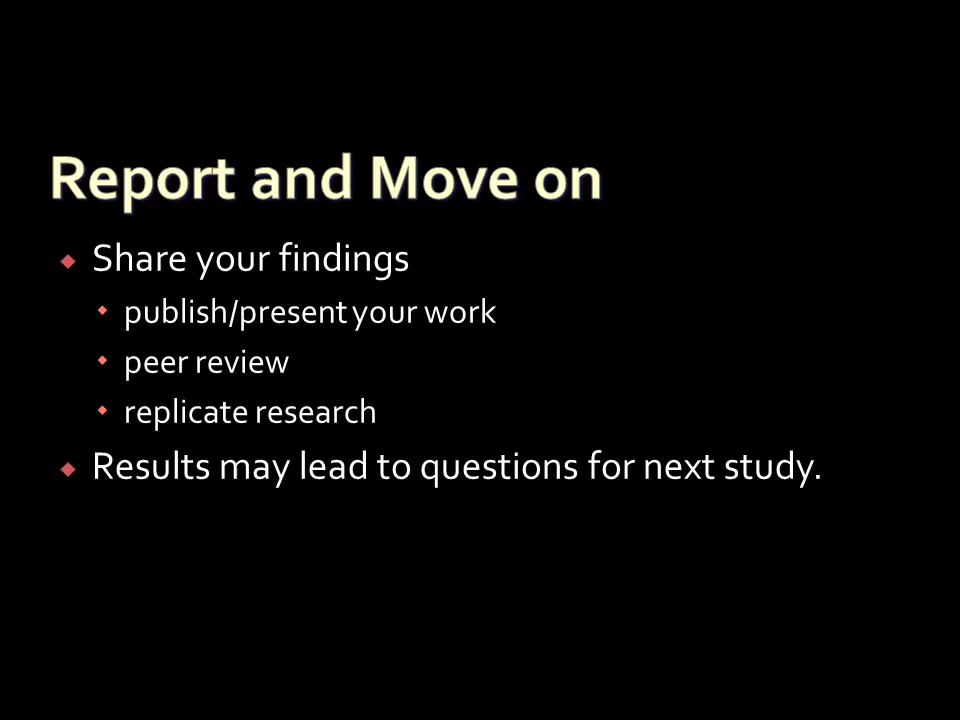 Report and Move on
Share your findings
publish/present your work
peer review
replicate research
Results may lead to questions for next study.